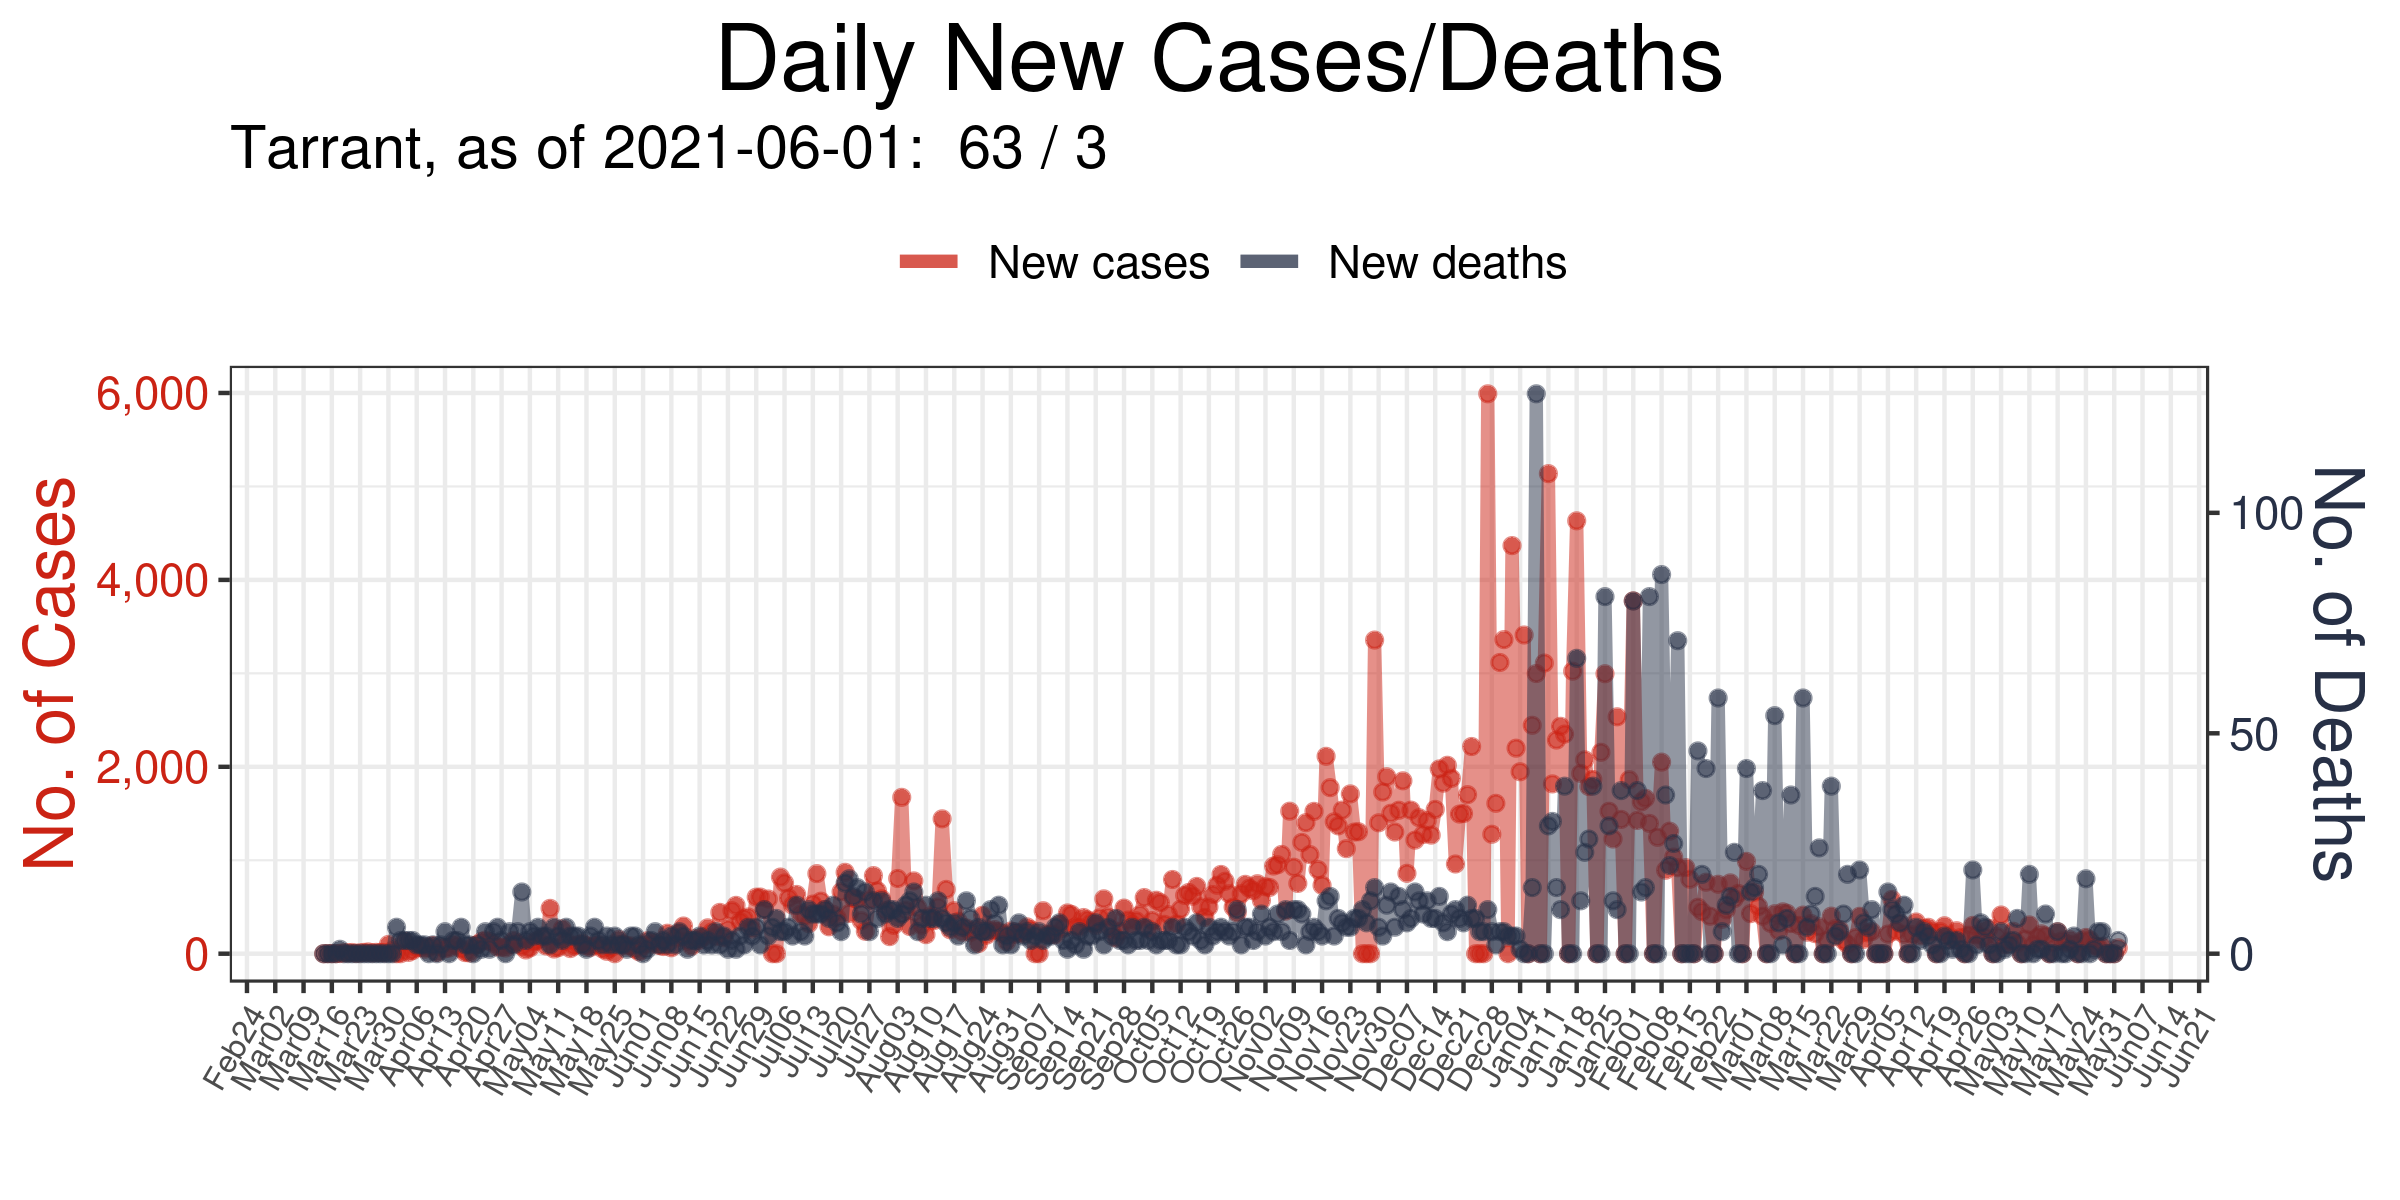 Daily New Cases/Deaths
Tarrant, as of 2021-06-01:  63 / 3
New cases New deaths
No. of Cases
6,000
4,000
2,000
0
No. of Deaths
100
50
0
Feb24 Mar02 Mar09 Mar16 Mar23 Mar30 Apr06 Apr13 Apr20 Apr27 May04 May11 May18 May25 Jun01 Jun08 Jun15 Jun22 Jun29 Jul06 Jul13 Jul20 Jul27 Aug03 Aug10 Aug17 Aug24 Aug31 Sep07 Sep14 Sep21 Sep28 Oct05 Oct12 Oct19 Oct26 Nov02 Nov09 Nov16 Nov23 Nov30 Dec07 Dec14 Dec21 Dec28 Jan04 Jan11 Jan18 Jan25 Feb01 Feb08 Feb15 Feb22 Mar01 Mar08 Mar15 Mar22 Mar29 Apr05 Apr12 Apr19 Apr26 May03 May10 May17 May24 May31 Jun07 Jun14 Jun21